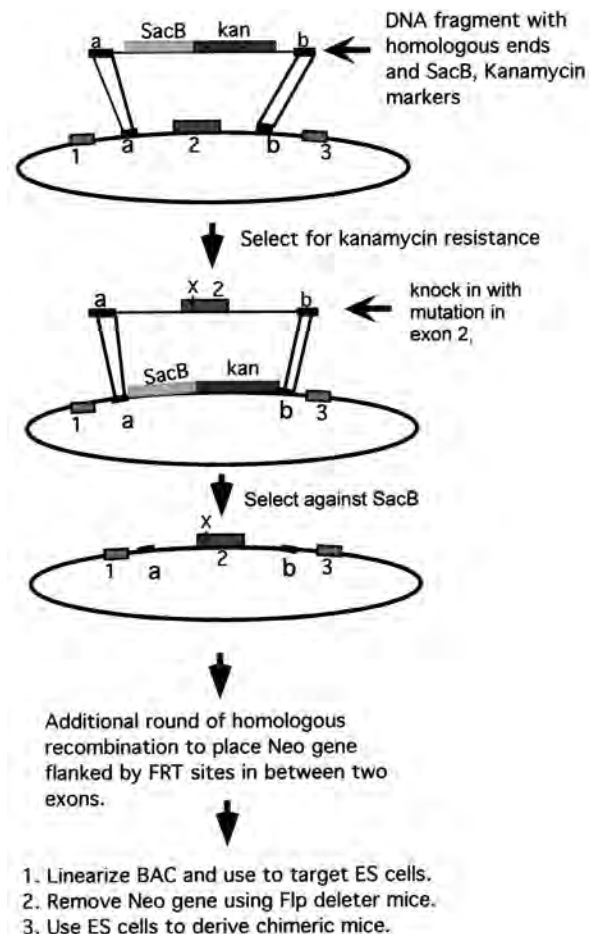 a SacB kan b
DNA fragment with
homologous ends
and SacB, Kanamycin
markers
1 a 2 b 3
Select for kanamycin resistance
a x 2 b
knock in with
mutation in
exon 2,
SacB kan
1 a b 3
Select against SacB
x
1 a 2 b 3
Additional round of homologous
recombination to place Neo gene
flanked by FRT sites in between two
exons.
1. Linearize BAC and use to target ES cells.
2. Remove Neo gene using Flp deleter mice.
3. Use ES cells to derive chimeric mice.